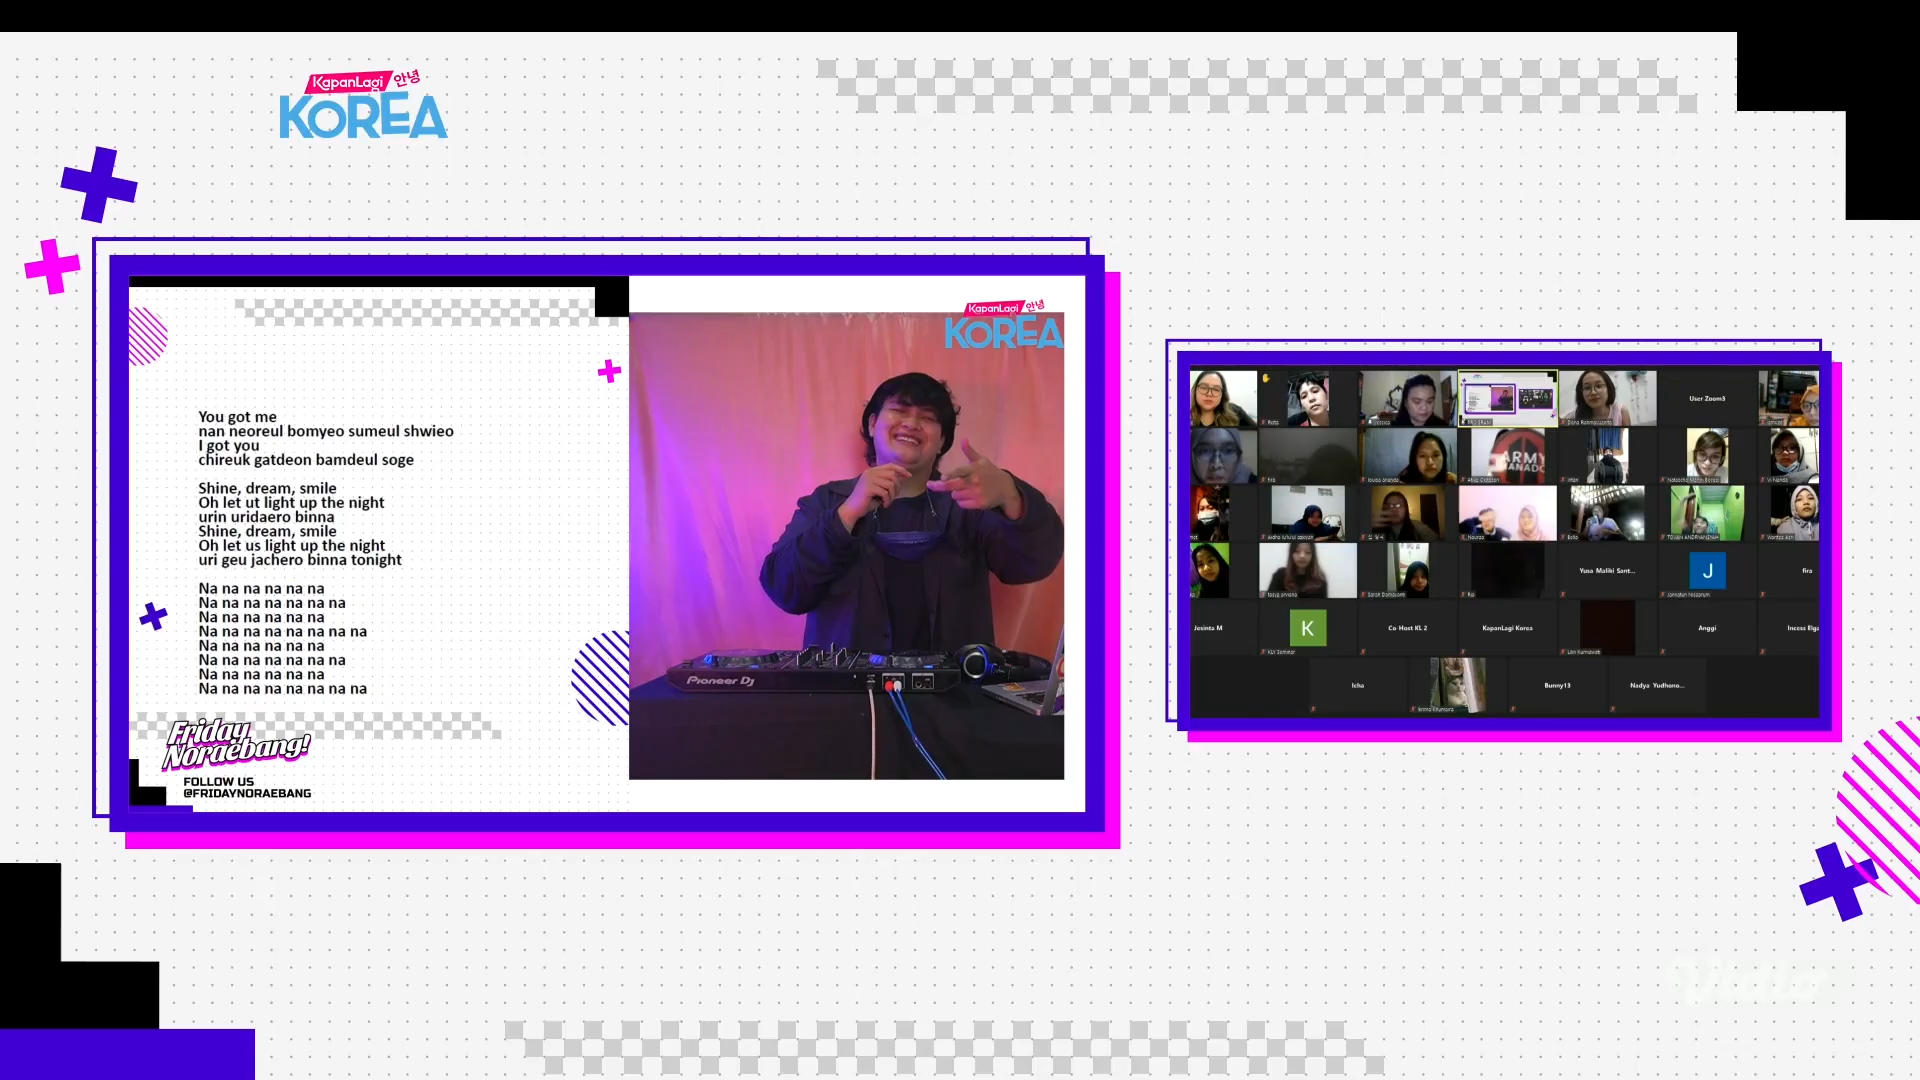 KapanLagi 안녕
KOREA
You got me
nan neoreul bomyeo sumeul shwieo
I got you
chireuk gatdeon bamdeul soge
Shine, dream, smile
Oh let ut light up the night
urin uridaero binna
Shine, dream, smile
Oh let us light up the night
uri geu jachero binna tonight
Na na na na na na
Na na na na na na na
Na na na na na na
Na na na na na na na na
Na na na na na na
Na na na na na na na
Na na na na na na
Na na na na na na na na
Friday
Noraebang!
FOLLOW US
@FRIDAYNORAEBANG
KapanLagi 안녕
KOREA
Pioneer Dj
User Zoom3
ARMY
Yusa Maliki Sant...
J
fira
Jesinta M
K
Co Host KL 2
KapanLagi Korea
Anggi
Incess Elga
Icha
Bunny13
Nadya Yudhono...
Vidio